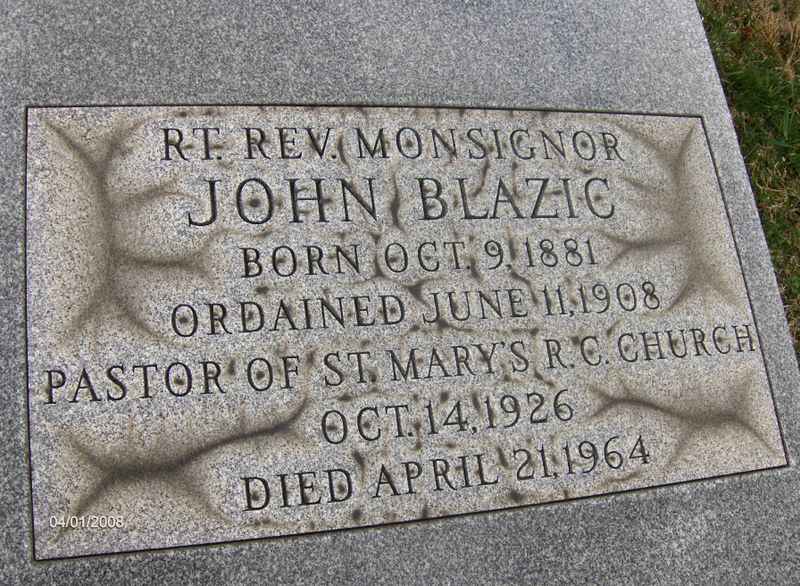 RT. REV. MONSIGNOR
JOHN BLAZIC
BORN OCT. 9, 1881
ORDAINED JUNE 11, 1908
PASTOR OF ST. MARY'S R. C. CHURCH
OCT. 14, 1926
DIED APRIL 21, 1964
04/01/2008